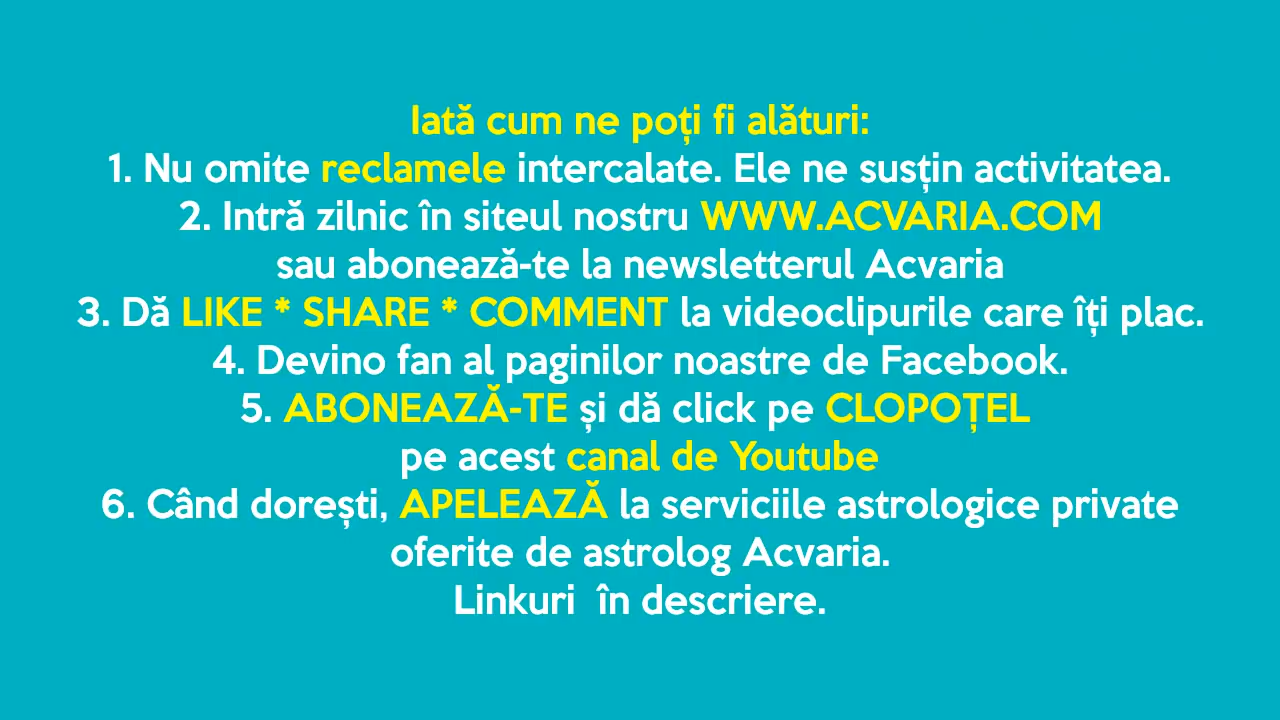 Iată cum ne poți fi alături:
1. Nu omite reclamele intercalate. Ele ne susțin activitatea.
2. Intră zilnic în siteul nostru WWW.ACVARIA.COM
sau abonează-te la newsletterul Acvaria
3. Dă LIKE * SHARE * COMMENT la videoclipurile care îți plac.
4. Devino fan al paginilor noastre de Facebook.
5. ABONEAZĂ-TE și dă click pe CLOPOȚEL
pe acest canal de Youtube
6. Când dorești, APELEAZĂ la serviciile astrologice private
oferite de astrolog Acvaria.
Linkuri  în descriere.